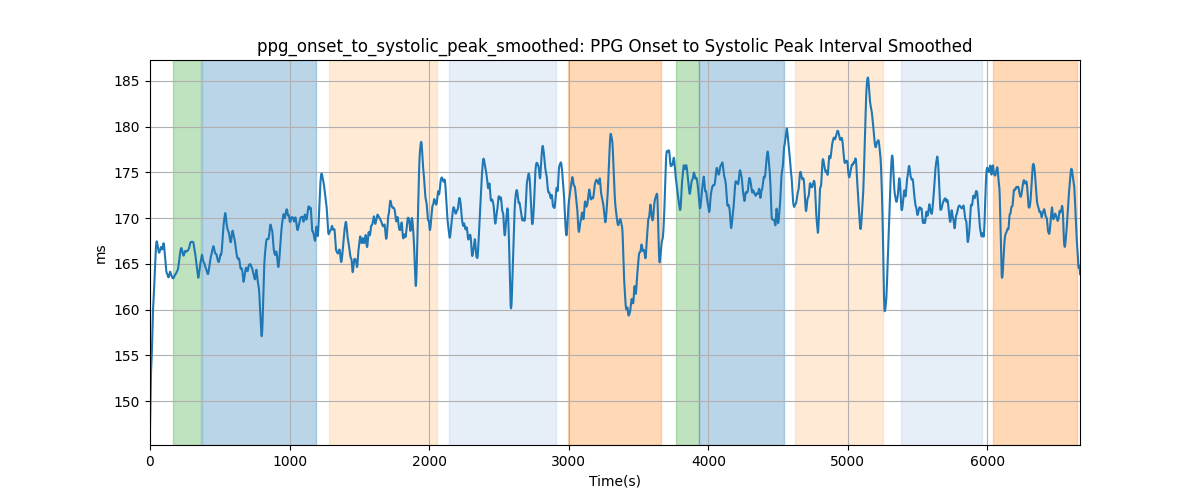 ppg_onset_to_systolic_peak_smoothed: PPG Onset to Systolic Peak Interval Smoothed
185
180
175
170
165
160
155
150
ms
0 1000 2000 3000 4000 5000 6000
Time(s)